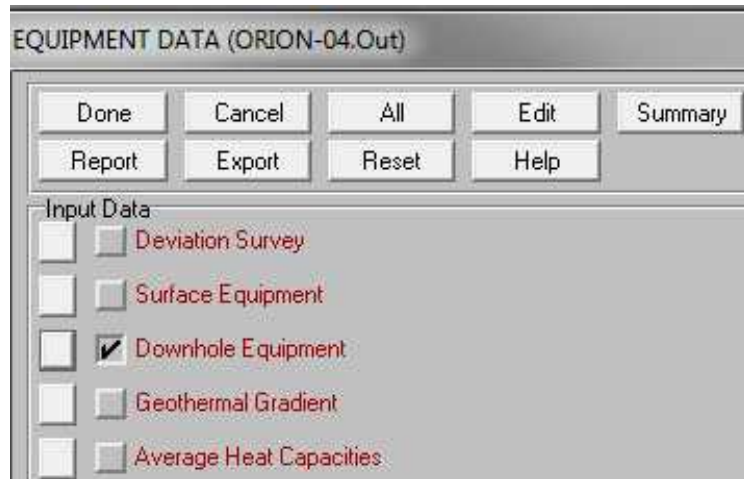 EQUIPMENT DATA (ORION-04.Out)
Done Cancel All Edit Summary
Report Export Reset Help
Input Data
Deviation Survey
Surface Equipment
Downhole Equipment
Geothermal Gradient
Average Heat Capacities